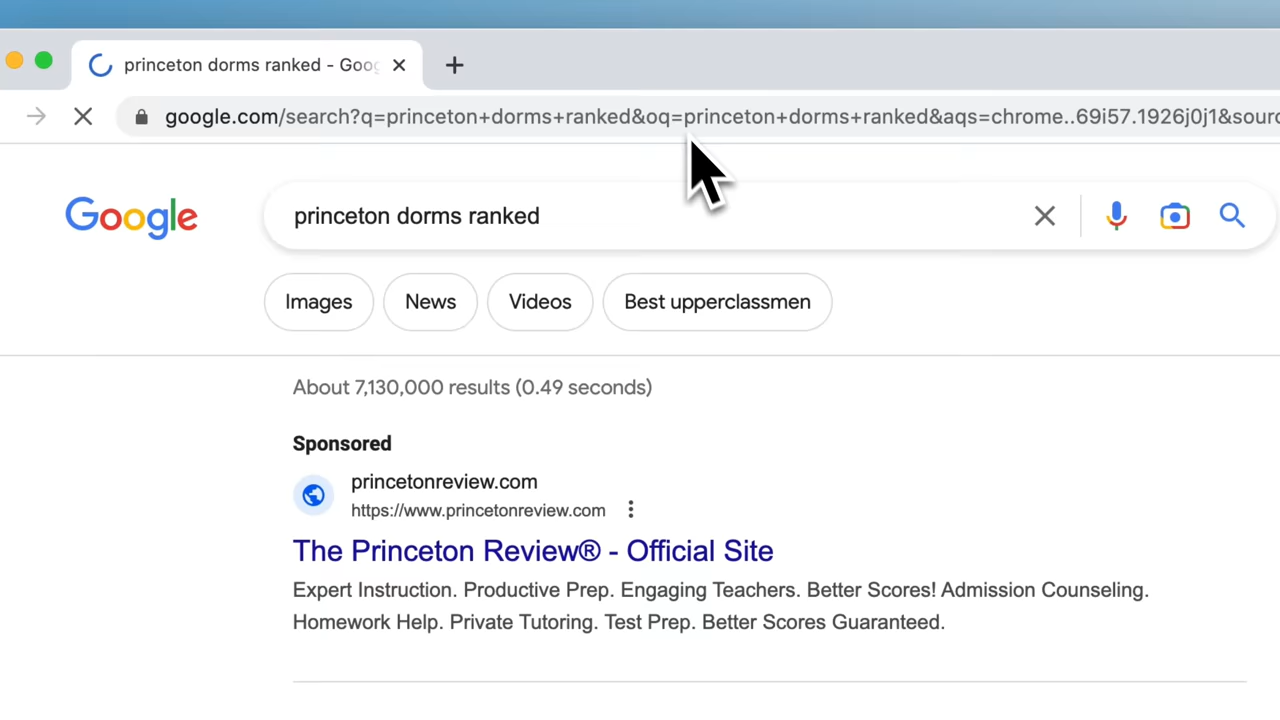 princeton dorms ranked - Goog
google.com/search?q=princeton+dorms+ranked&oq=princeton+dorms+ranked&aqs=chrome..69i57.1926j0j1&sourc
Google
princeton dorms ranked
Images
News
Videos
Best upperclassmen
About 7,130,000 results (0.49 seconds)
Sponsored
princetonreview.com
https://www.princetonreview.com
The Princeton Review® - Official Site
Expert Instruction. Productive Prep. Engaging Teachers. Better Scores! Admission Counseling.
Homework Help. Private Tutoring. Test Prep. Better Scores Guaranteed.